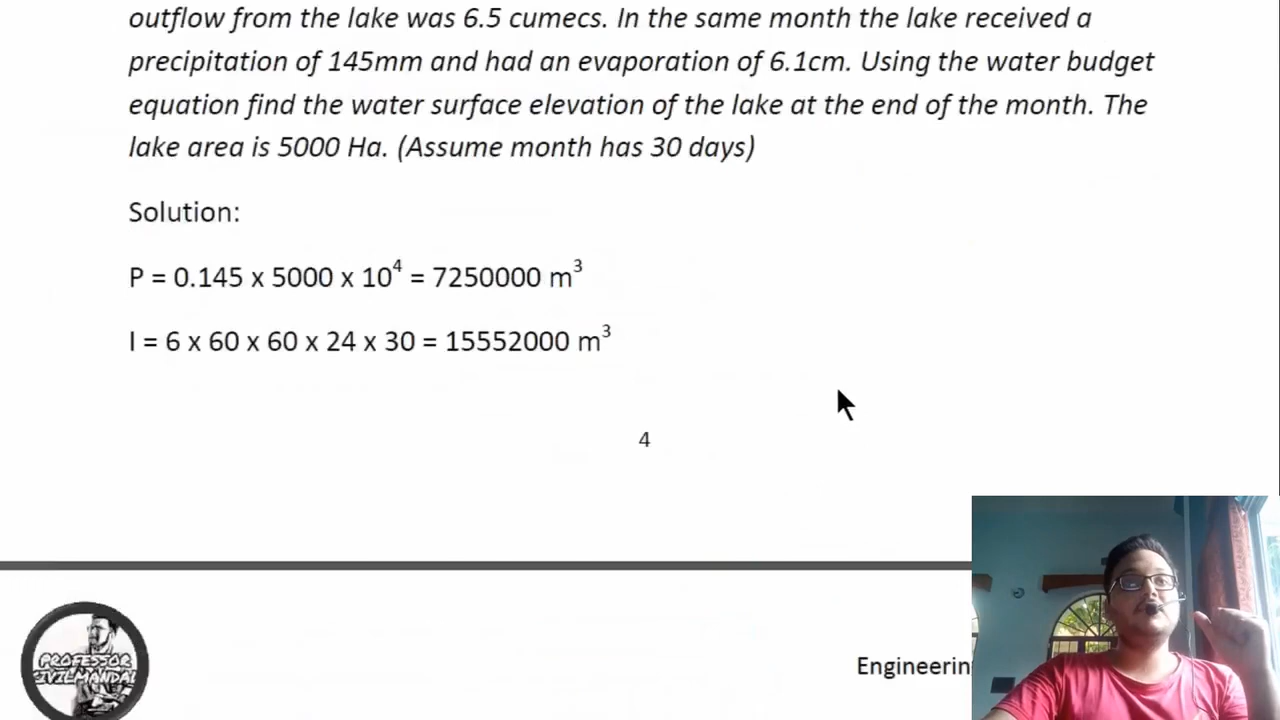 outflow from the lake was 6.5 cumecs. In the same month the lake received a
precipitation of 145mm and had an evaporation of 6.1cm. Using the water budget
equation find the water surface elevation of the lake at the end of the month. The
lake area is 5000 Ha. (Assume month has 30 days)
Solution:
P = 0.145 x 5000 x 10⁴ = 7250000 m³
I = 6 x 60 x 60 x 24 x 30 = 15552000 m³
4
PROFESSOR
CIVILMANDAL
Engineerin